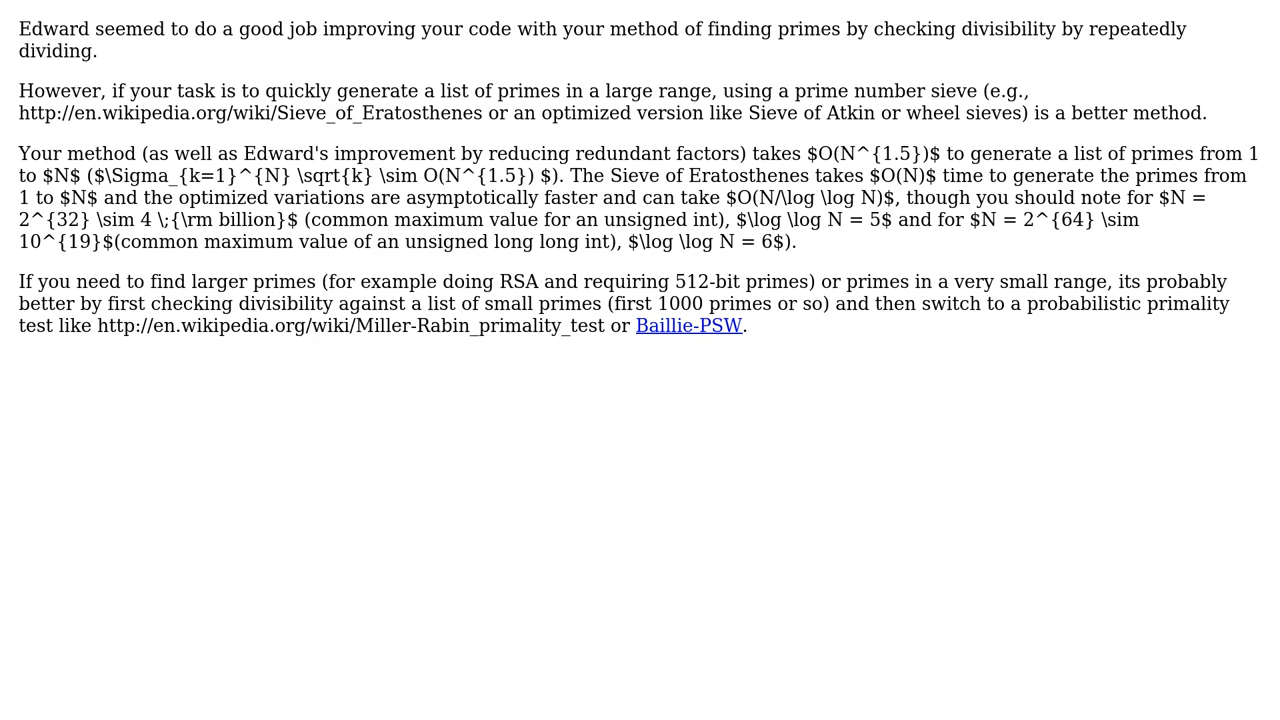 Edward seemed to do a good job improving your code with your method of finding primes by checking divisibility by repeatedly
dividing.
However, if your task is to quickly generate a list of primes in a large range, using a prime number sieve (e.g.,
http://en.wikipedia.org/wiki/Sieve_of_Eratosthenes or an optimized version like Sieve of Atkin or wheel sieves) is a better method.
Your method (as well as Edward's improvement by reducing redundant factors) takes $O(N^{1.5})$ to generate a list of primes from 1
to $N$ ($\Sigma_{k=1}^{N} \sqrt{k} \sim O(N^{1.5}) $). The Sieve of Eratosthenes takes $O(N)$ time to generate the primes from
1 to $N$ and the optimized variations are asymptotically faster and can take $O(N/\log \log N)$, though you should note for $N =
2^{32} \sim 4 \;{\rm billion}$ (common maximum value for an unsigned int), $\log \log N = 5$ and for $N = 2^{64} \sim
10^{19}$(common maximum value of an unsigned long long int), $\log \log N = 6$).
If you need to find larger primes (for example doing RSA and requiring 512-bit primes) or primes in a very small range, its probably
better by first checking divisibility against a list of small primes (first 1000 primes or so) and then switch to a probabilistic primality
test like http://en.wikipedia.org/wiki/Miller-Rabin_primality_test or Baillie-PSW.